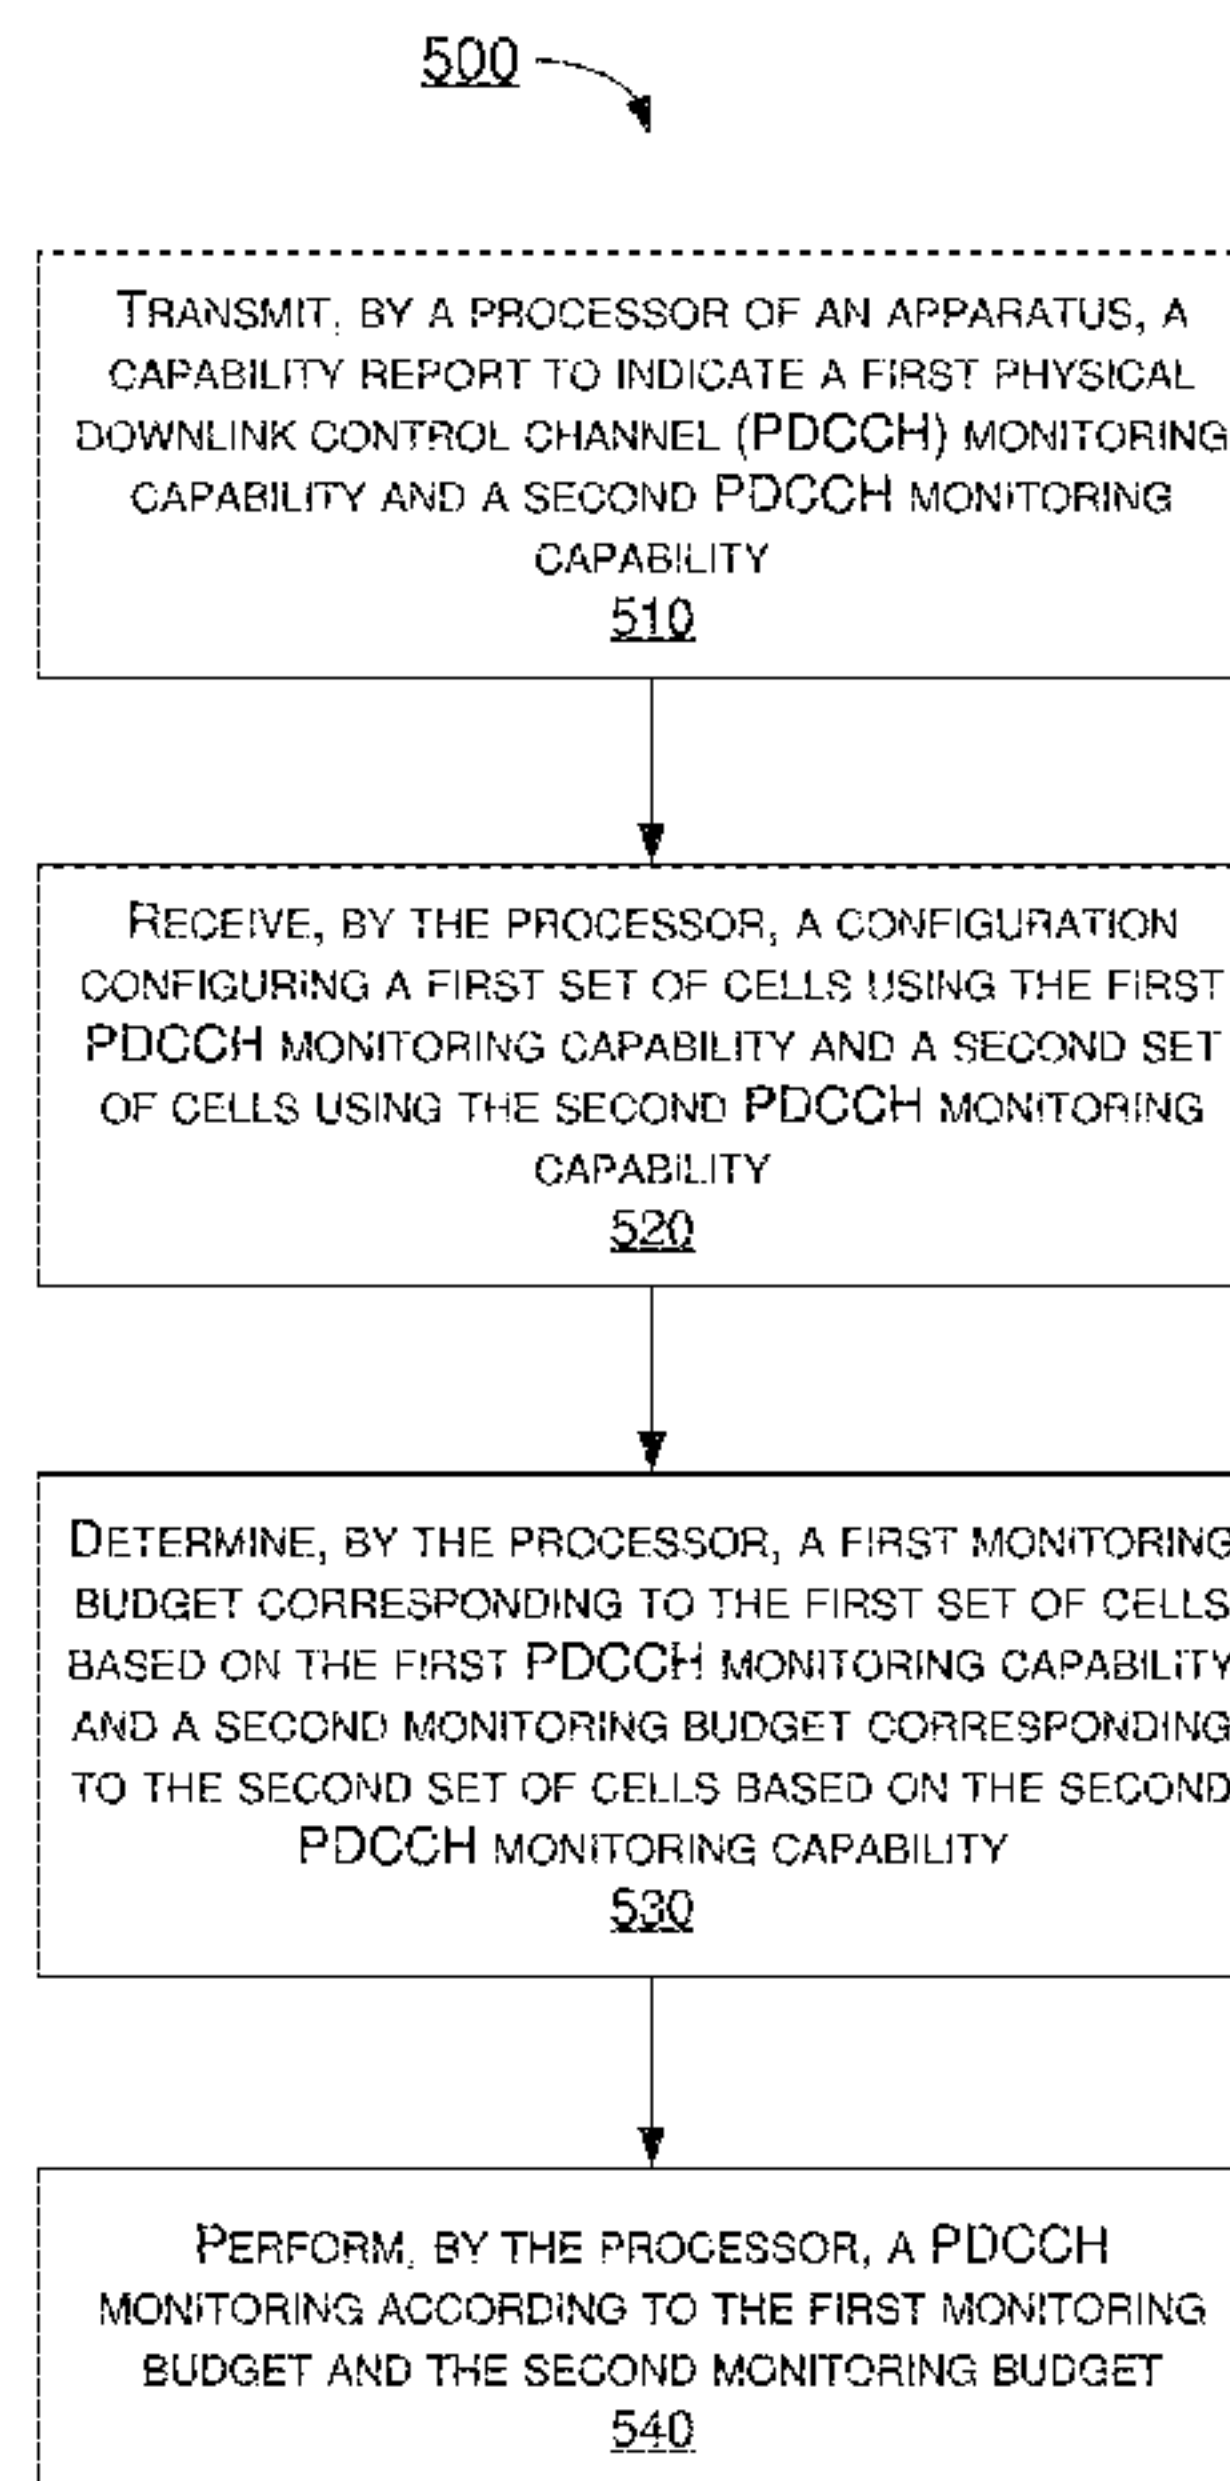 500
TRANSMIT, BY A PROCESSOR OF AN APPARATUS, A
CAPABILITY REPORT TO INDICATE A FIRST PHYSICAL
DOWNLINK CONTROL CHANNEL (PDCCH) MONITORING
CAPABILITY AND A SECOND PDCCH MONITORING
CAPABILITY
510
RECEIVE, BY THE PROCESSOR, A CONFIGURATION
CONFIGURING A FIRST SET OF CELLS USING THE FIRST
PDCCH MONITORING CAPABILITY AND A SECOND SET
OF CELLS USING THE SECOND PDCCH MONITORING
CAPABILITY
520
DETERMINE, BY THE PROCESSOR, A FIRST MONITORING
BUDGET CORRESPONDING TO THE FIRST SET OF CELLS
BASED ON THE FIRST PDCCH MONITORING CAPABILITY
AND A SECOND MONITORING BUDGET CORRESPONDING
TO THE SECOND SET OF CELLS BASED ON THE SECOND
PDCCH MONITORING CAPABILITY
530
PERFORM, BY THE PROCESSOR, A PDCCH
MONITORING ACCORDING TO THE FIRST MONITORING
BUDGET AND THE SECOND MONITORING BUDGET
540